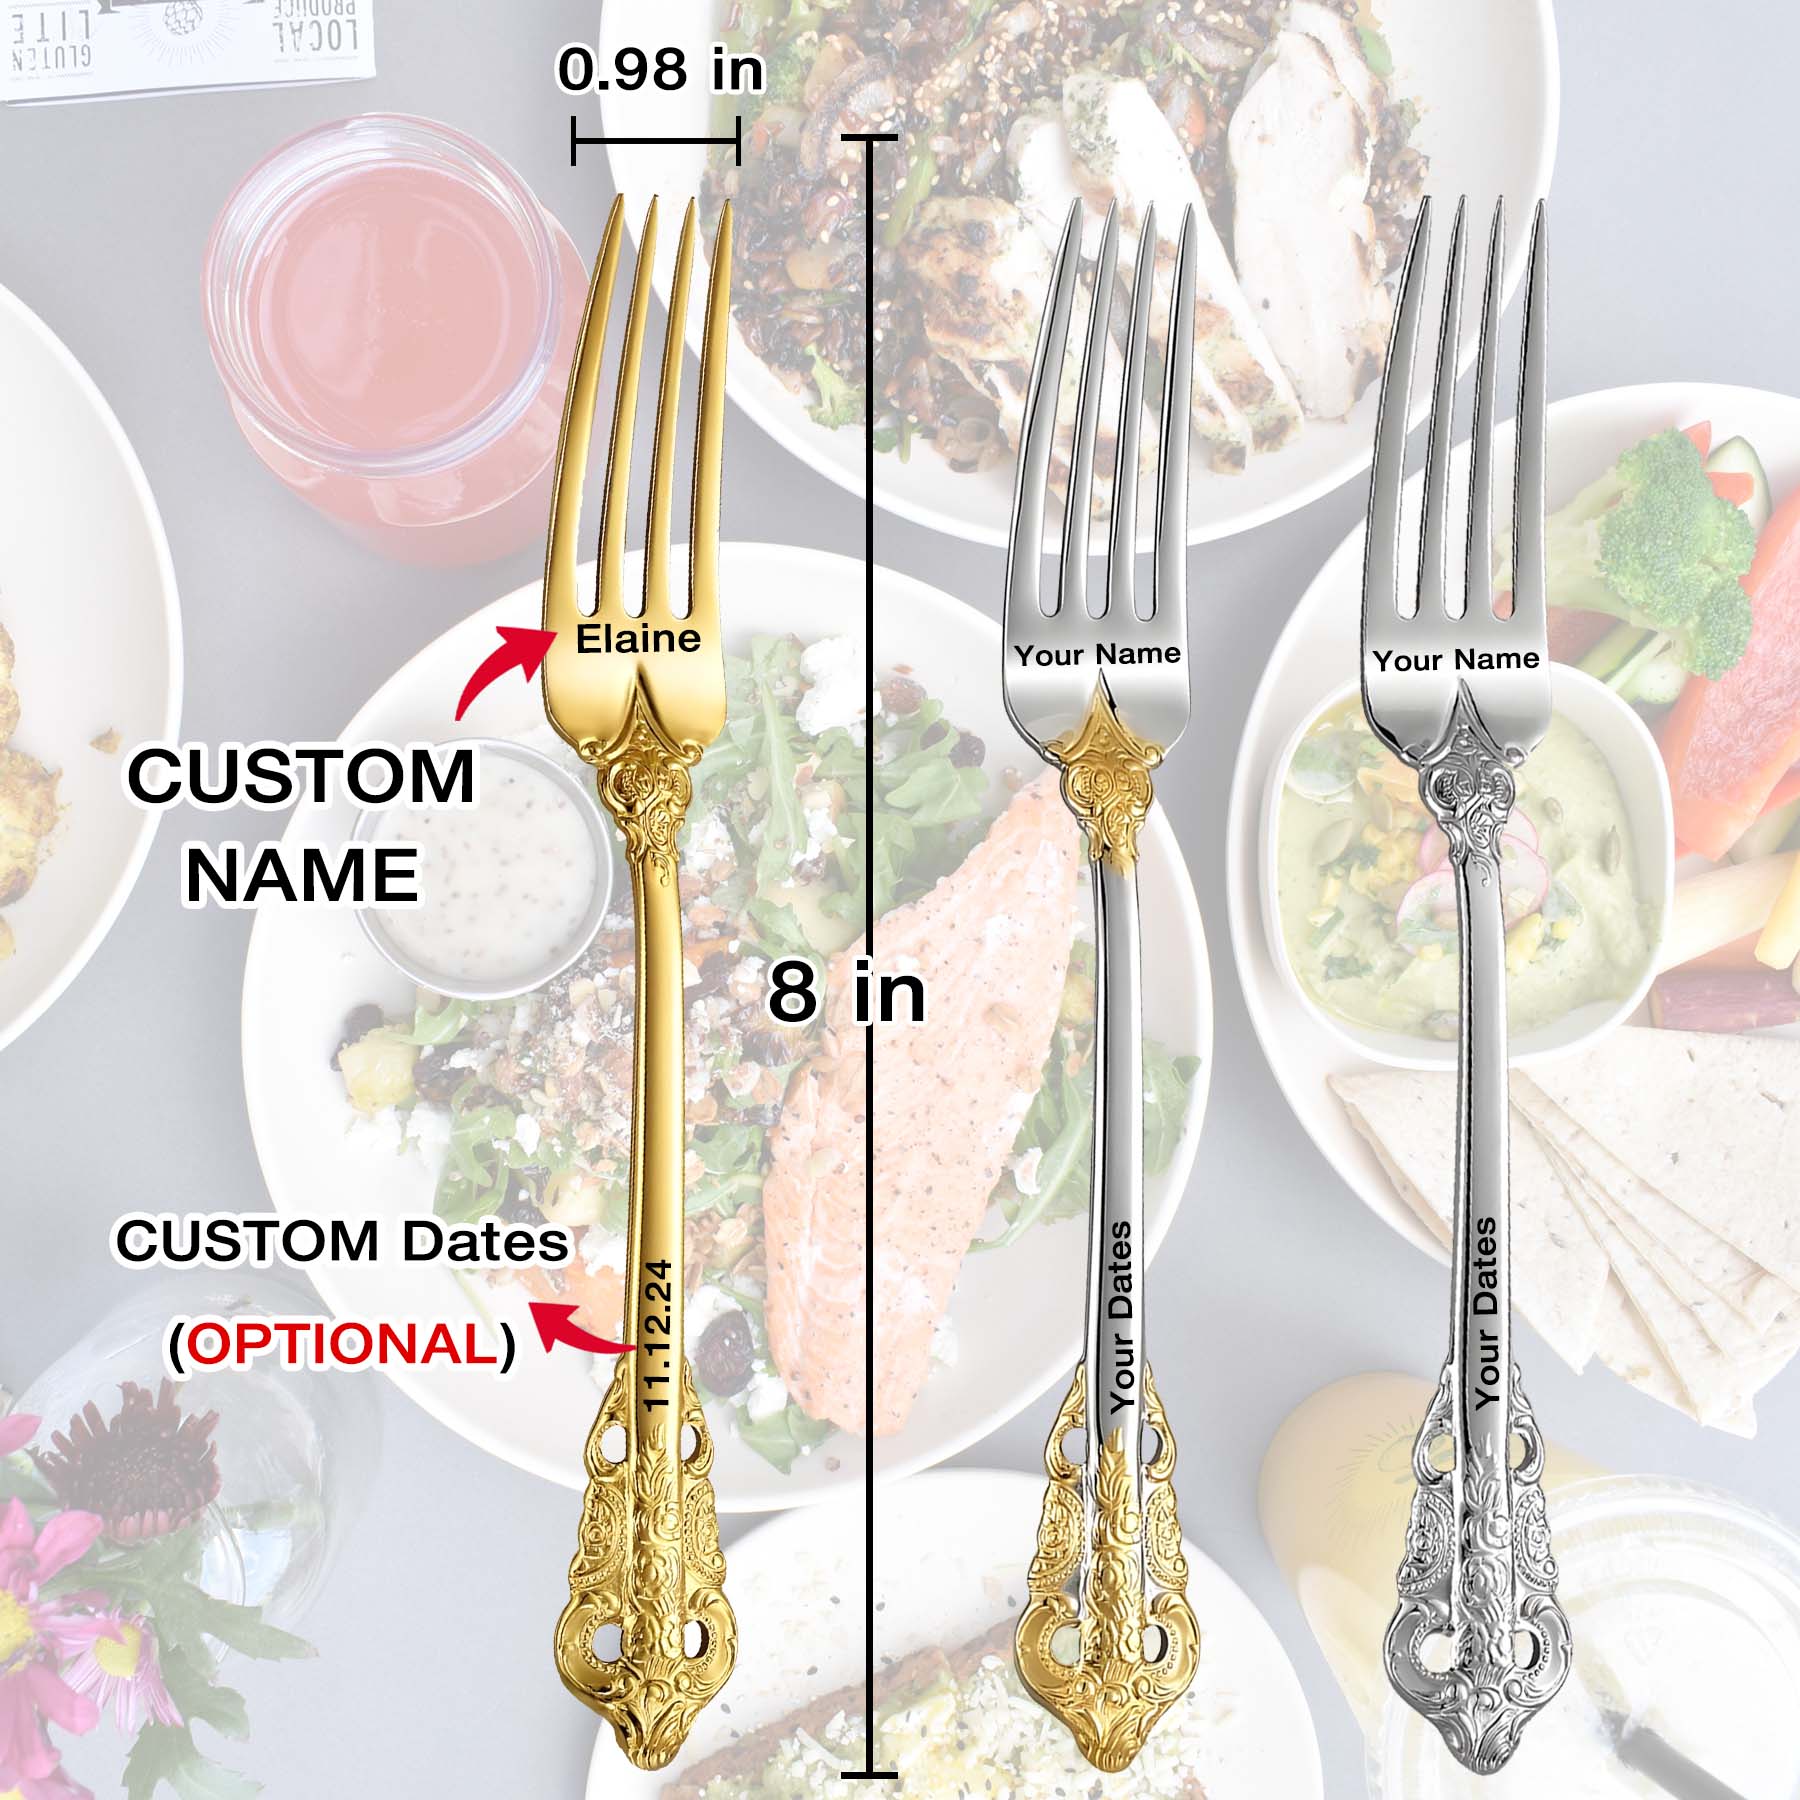 GLUTEN
LITE
LOCAL
PRODUCE
0.98 in
Elaine
Your Name
Your Name
CUSTOM
NAME
8 in
CUSTOM Dates
(OPTIONAL)
11.12.24
Your Dates
Your Dates